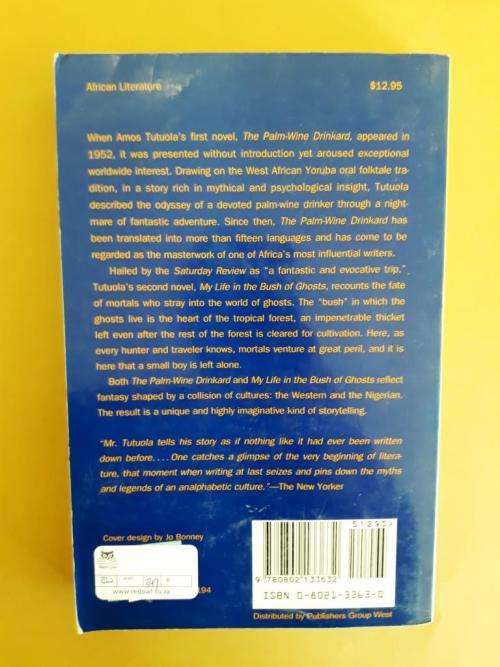 African Literature
$12.95
When Amos Tutuola's first novel, The Palm-Wine Drinkard, appeared in
1952, it was presented without introduction yet aroused exceptional
worldwide interest. Drawing on the West African Yoruba oral folktale tra-
dition, in a story rich in mythical and psychological insight, Tutuola
described the odyssey of a devoted palm-wine drinker through a night-
mare of fantastic adventure. Since then, The Palm-Wine Drinkard has
been translated into more than fifteen languages and has come to be
regarded as the masterwork of one of Africa's most influential writers.
Hailed by the Saturday Review as "a fantastic and evocative trip,"
Tutuola's second novel, My Life in the Bush of Ghosts, recounts the fate
of mortals who stray into the world of ghosts. The "bush" in which the
ghosts live is the heart of the tropical forest, an impenetrable thicket
left even after the rest of the forest is cleared for cultivation. Here, as
every hunter and traveler knows, mortals venture at great peril, and it is
here that a small boy is left alone.
Both The Palm-Wine Drinkard and My Life in the Bush of Ghosts reflect
fantasy shaped by a collision of cultures: the Western and the Nigerian.
The result is a unique and highly imaginative kind of storytelling.
"Mr. Tutuola tells his story as if nothing like it had ever been written
down before. . . . One catches a glimpse of the very beginning of litera-
ture, that moment when writing at last seizes and pins down the myths
and legends of an analphabetic culture."—The New Yorker
Cover design by Jo Bonney
194
51295
9 780802 133632
ISBN 0-8021-3363-0
Distributed by Publishers Group West